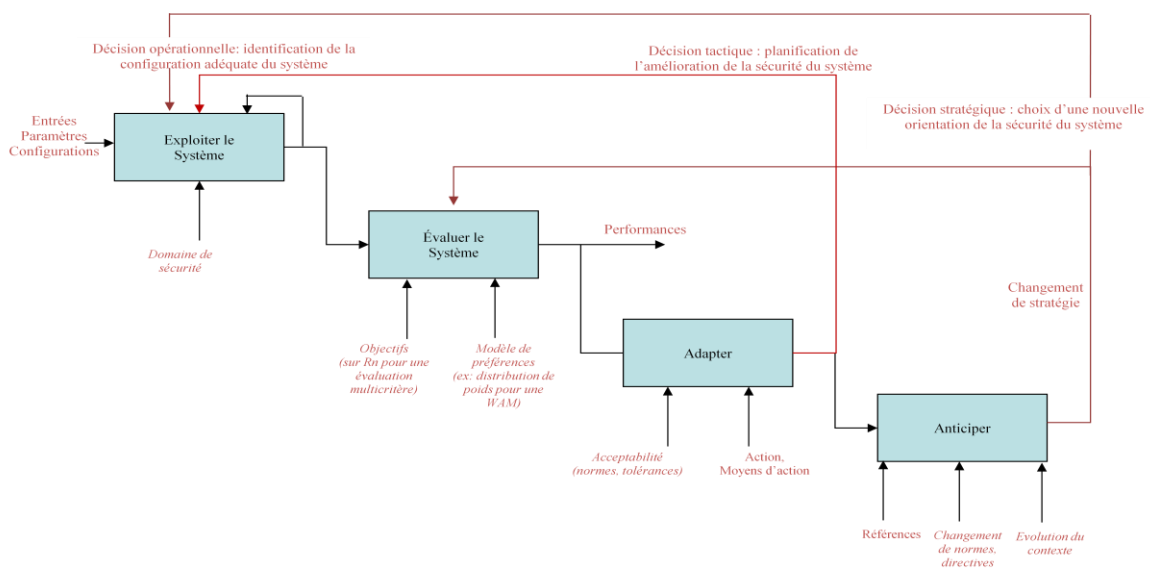 Décision opérationnelle: identification de la
configuration adéquate du système
Décision tactique : planification de
l'amélioration de la sécurité du système
Décision stratégique : choix d'une nouvelle
orientation de la sécurité du système
Entrées
Paramètres
Configurations
Exploiter le
Système
Domaine de
sécurité
Évaluer le
Système
Performances
Objectifs
(sur Rn pour une
évaluation
multicritère)
Modèle de
préférences
(ex: distribution de
poids pour une
WAM)
Changement
de stratégie
Adapter
Acceptabilité
(normes, tolérances)
Action,
Moyens d'action
Anticiper
Références
Changement
de normes,
directives
Evolution du
contexte